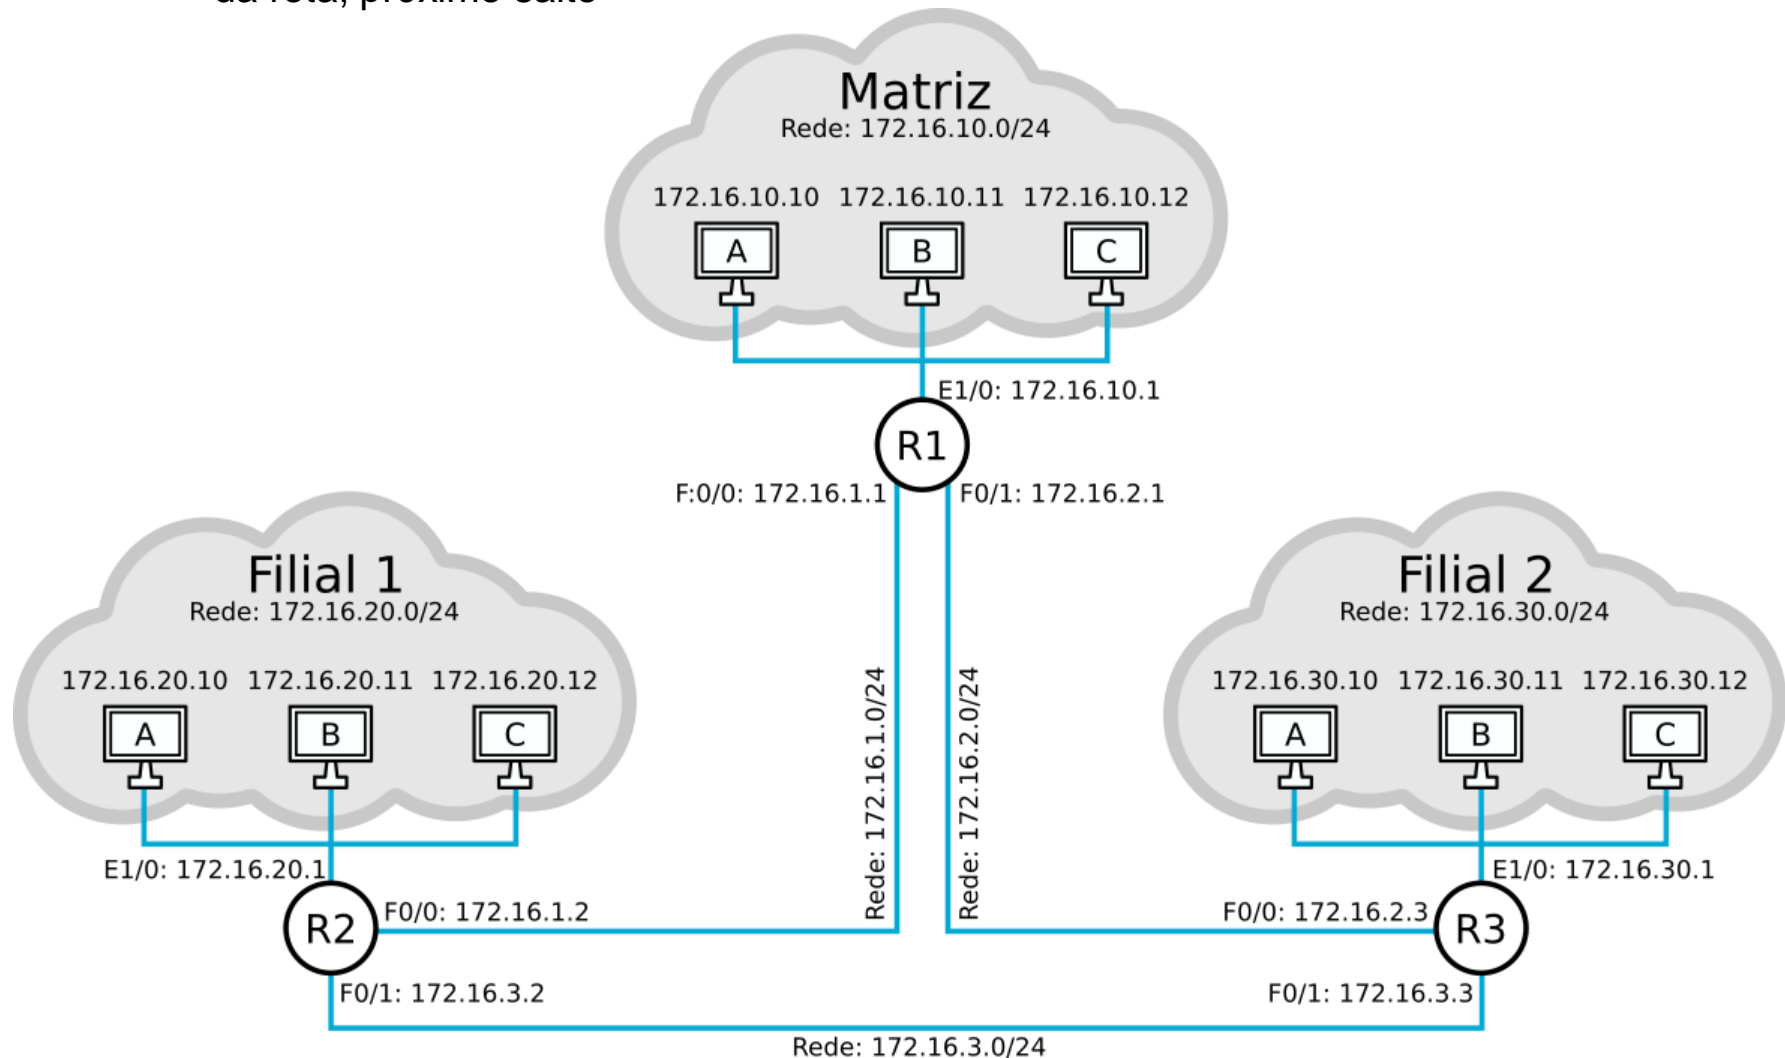 da rota, próximo salto
Matriz
Rede: 172.16.10.0/24
172.16.10.10 172.16.10.11 172.16.10.12
A B C
E1/0: 172.16.10.1
R1
F:0/0: 172.16.1.1 F0/1: 172.16.2.1
Filial 1
Rede: 172.16.20.0/24
172.16.20.10 172.16.20.11 172.16.20.12
A B C
E1/0: 172.16.20.1
R2
F0/0: 172.16.1.2
F0/1: 172.16.3.2
Rede: 172.16.1.0/24
Rede: 172.16.2.0/24
Filial 2
Rede: 172.16.30.0/24
172.16.30.10 172.16.30.11 172.16.30.12
A B C
E1/0: 172.16.30.1
F0/0: 172.16.2.3
R3
F0/1: 172.16.3.3
Rede: 172.16.3.0/24